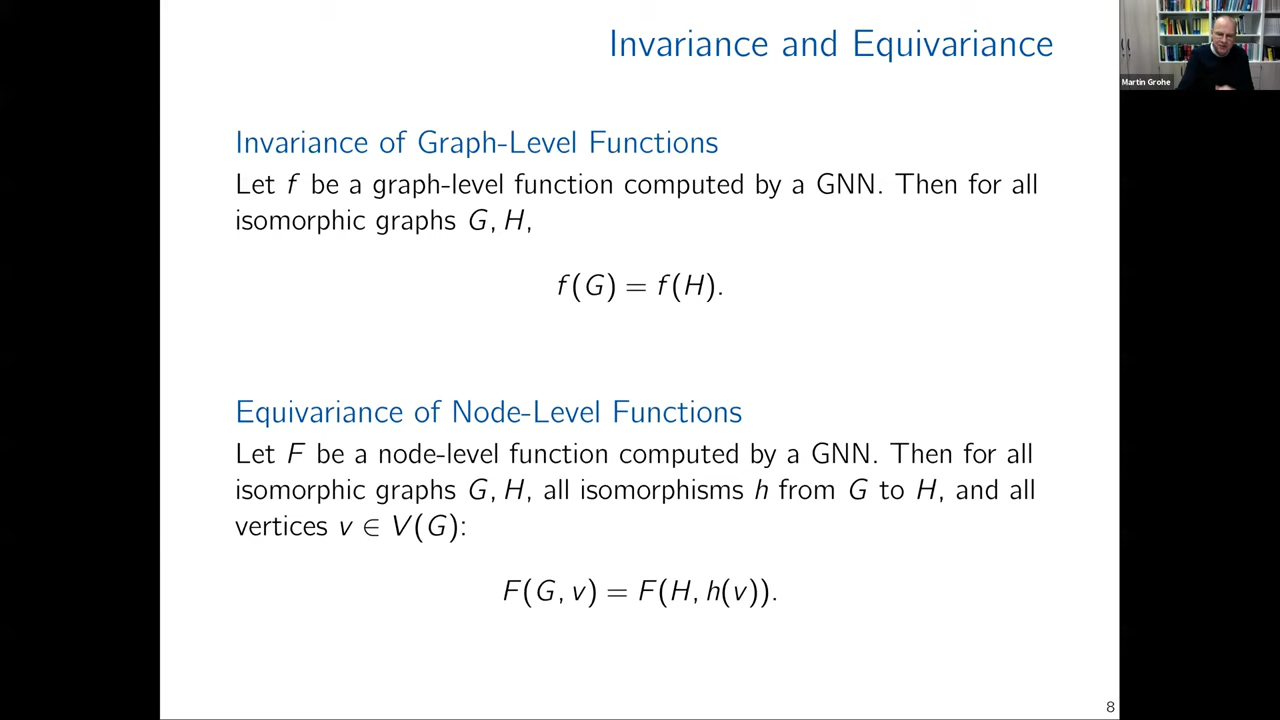 Invariance and Equivariance
Martin Grohe
Invariance of Graph-Level Functions
Let f be a graph-level function computed by a GNN. Then for all
isomorphic graphs G, H,
f(G) = f(H).
Equivariance of Node-Level Functions
Let F be a node-level function computed by a GNN. Then for all
isomorphic graphs G, H, all isomorphisms h from G to H, and all
vertices v ∈ V(G):
F(G, v) = F(H, h(v)).
8